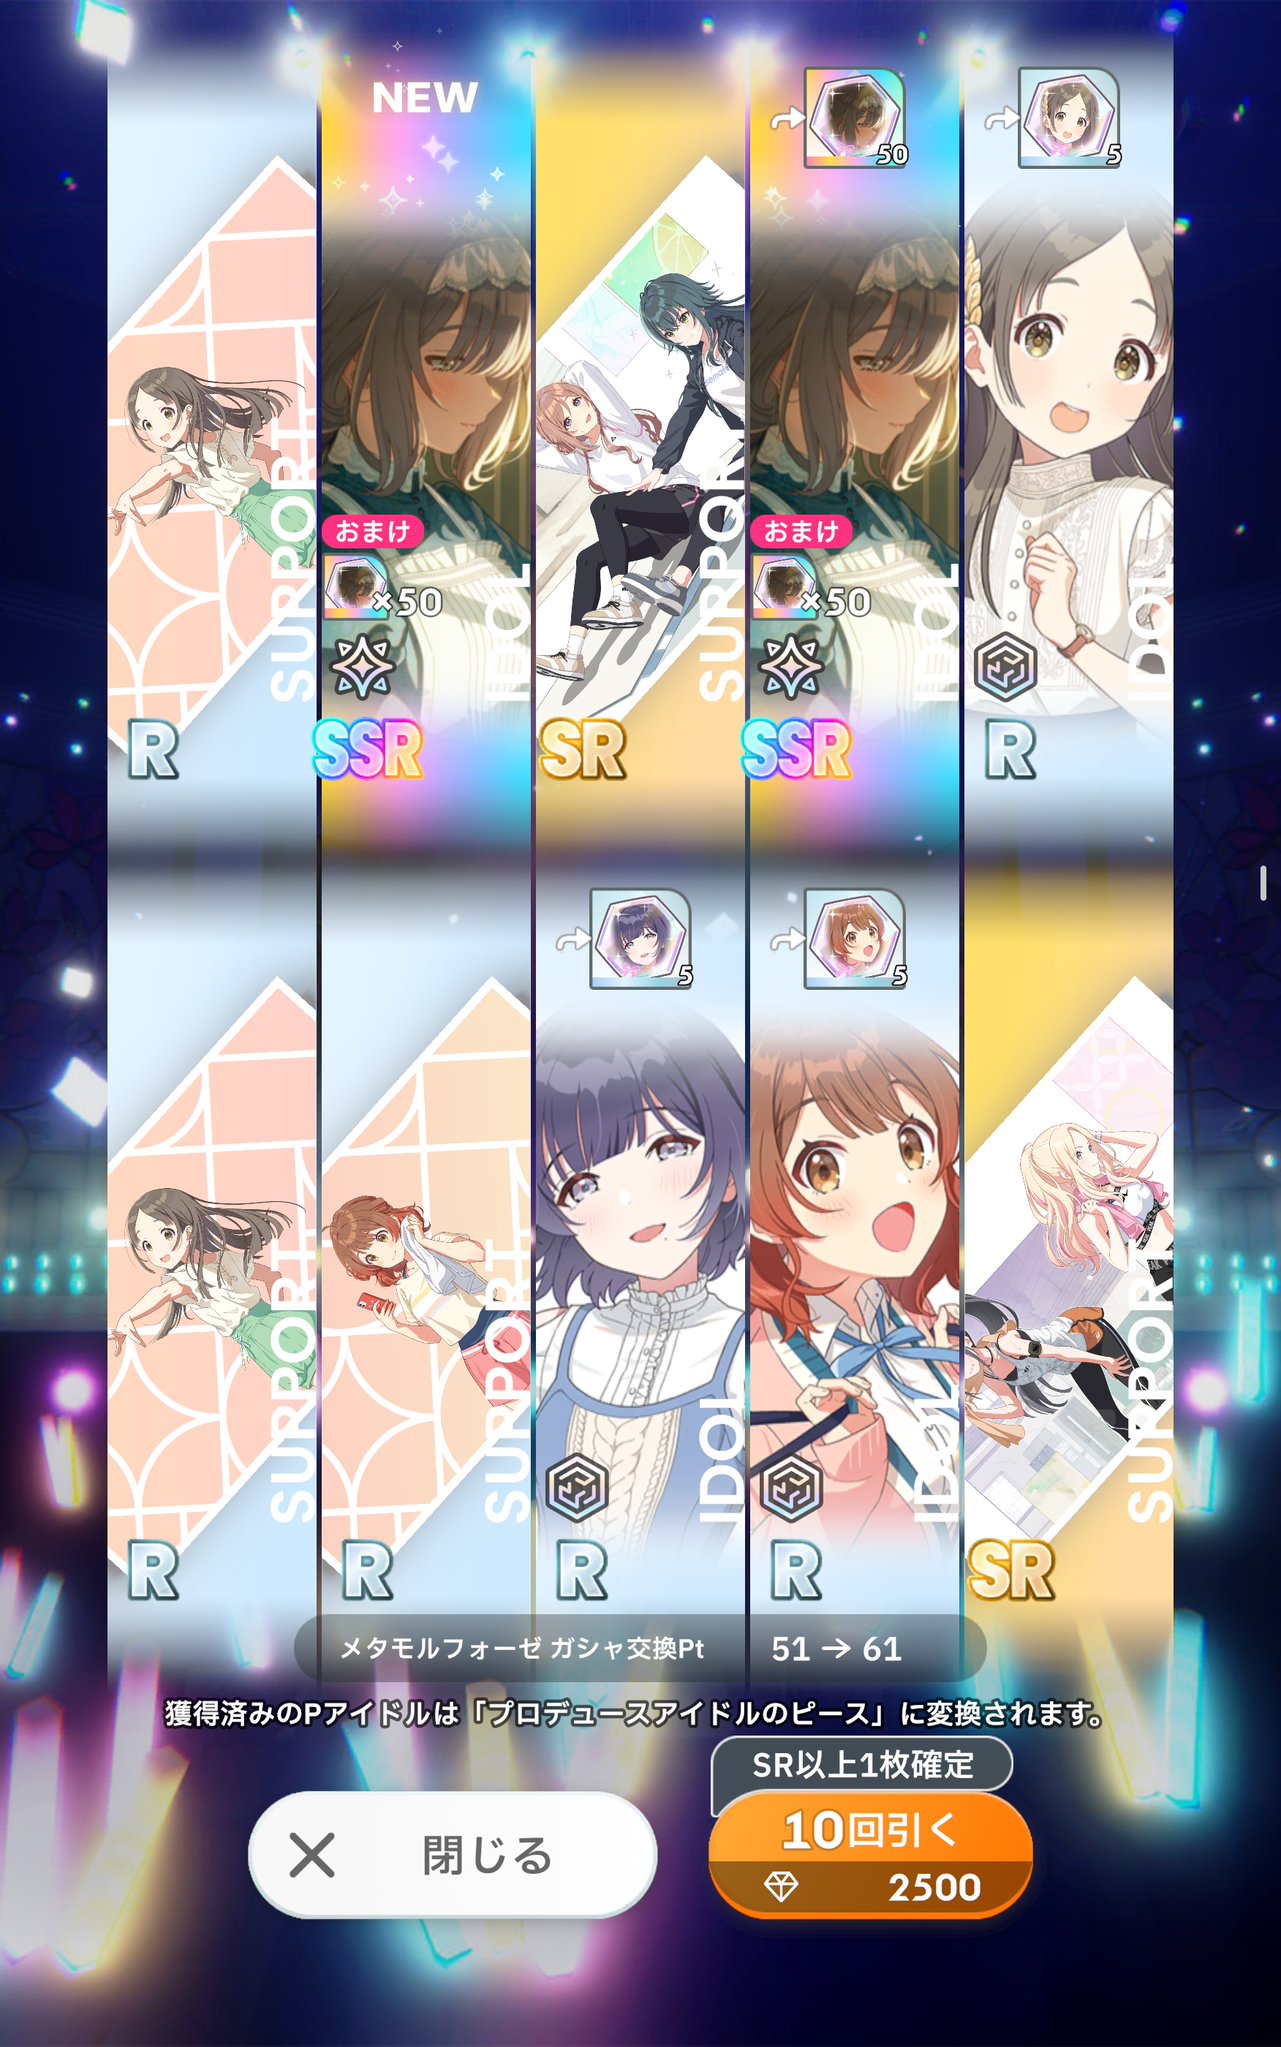 NEW
50
5
SUPPORT
おまけ
×50
IDOL
SUPPORT
おまけ
×50
IDOL
IDOL
R
SSR
SR
SSR
R
5
5
SUPPORT
SUPPORT
IDOL
IDOL
SUPPORT
R
R
R
R
SR
メタモルフォーゼ ガシャ交換Pt 51 → 61
獲得済みのPアイドルは「プロデュースアイドルのピース」に変換されます。
SR以上1枚確定
× 閉じる
10回引く
2500